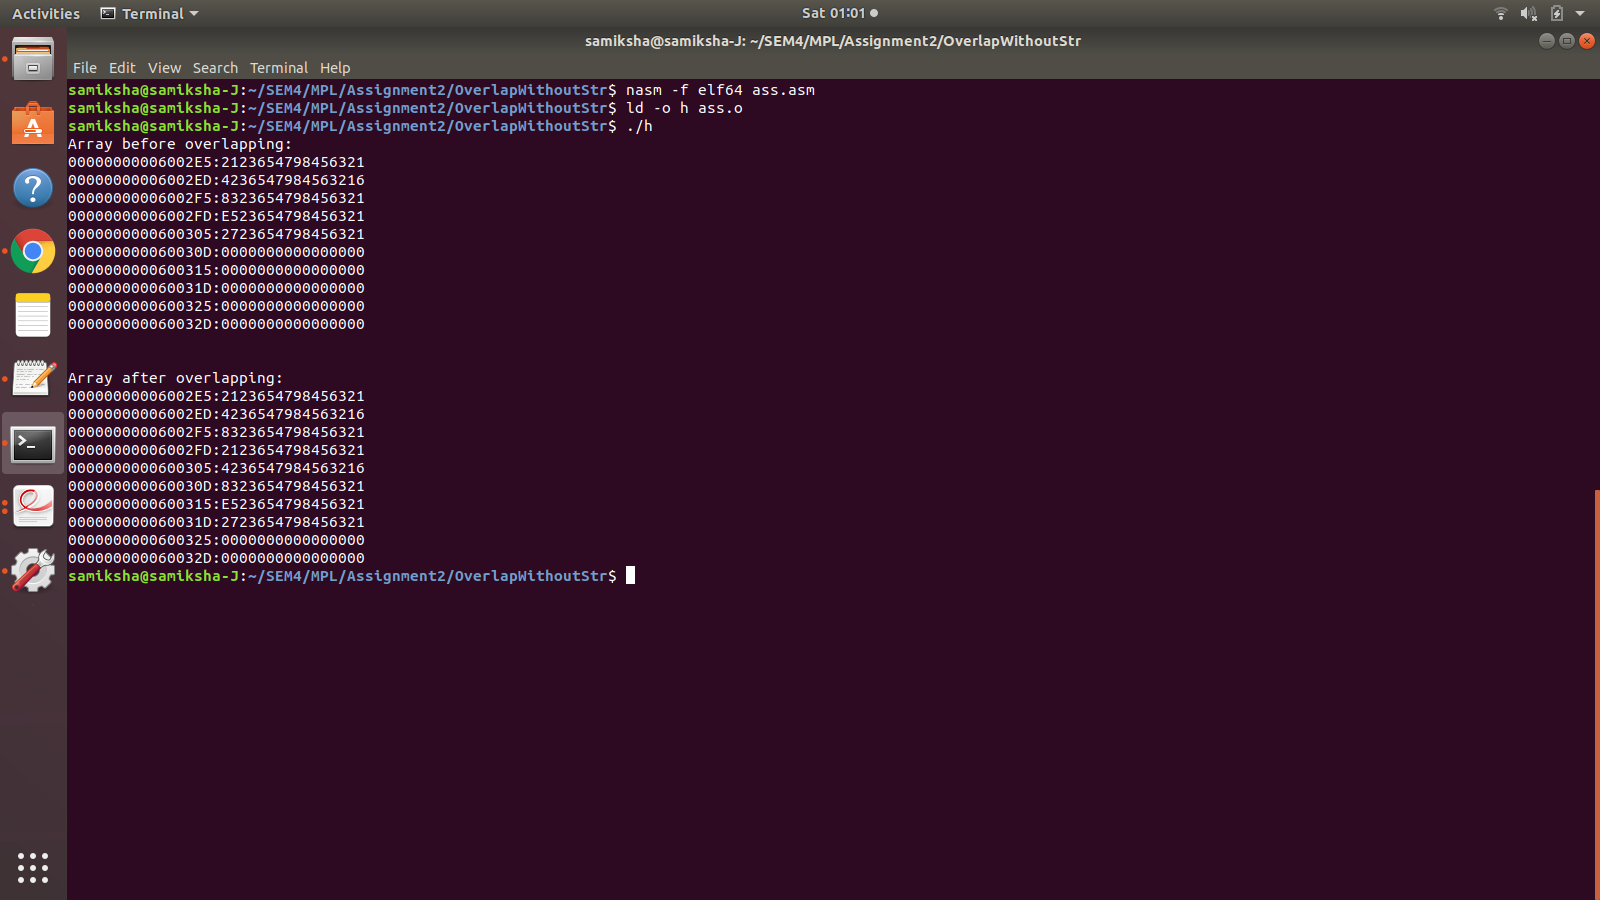 Activities Terminal Sat 01:01
samiksha@samiksha-J: ~/SEM4/MPL/Assignment2/OverlapWithoutStr
File Edit View Search Terminal Help
samiksha@samiksha-J:~/SEM4/MPL/Assignment2/OverlapWithoutStr$ nasm -f elf64 ass.asm
samiksha@samiksha-J:~/SEM4/MPL/Assignment2/OverlapWithoutStr$ ld -o h ass.o
samiksha@samiksha-J:~/SEM4/MPL/Assignment2/OverlapWithoutStr$ ./h
Array before overlapping:
00000000006002E5:2123654798456321
00000000006002ED:4236547984563216
00000000006002F5:8323654798456321
00000000006002FD:E523654798456321
0000000000600305:2723654798456321
000000000060030D:0000000000000000
0000000000600315:0000000000000000
000000000060031D:0000000000000000
0000000000600325:0000000000000000
000000000060032D:0000000000000000
Array after overlapping:
00000000006002E5:2123654798456321
00000000006002ED:4236547984563216
00000000006002F5:8323654798456321
00000000006002FD:2123654798456321
0000000000600305:4236547984563216
000000000060030D:8323654798456321
0000000000600315:E523654798456321
000000000060031D:2723654798456321
0000000000600325:0000000000000000
000000000060032D:0000000000000000
samiksha@samiksha-J:~/SEM4/MPL/Assignment2/OverlapWithoutStr$